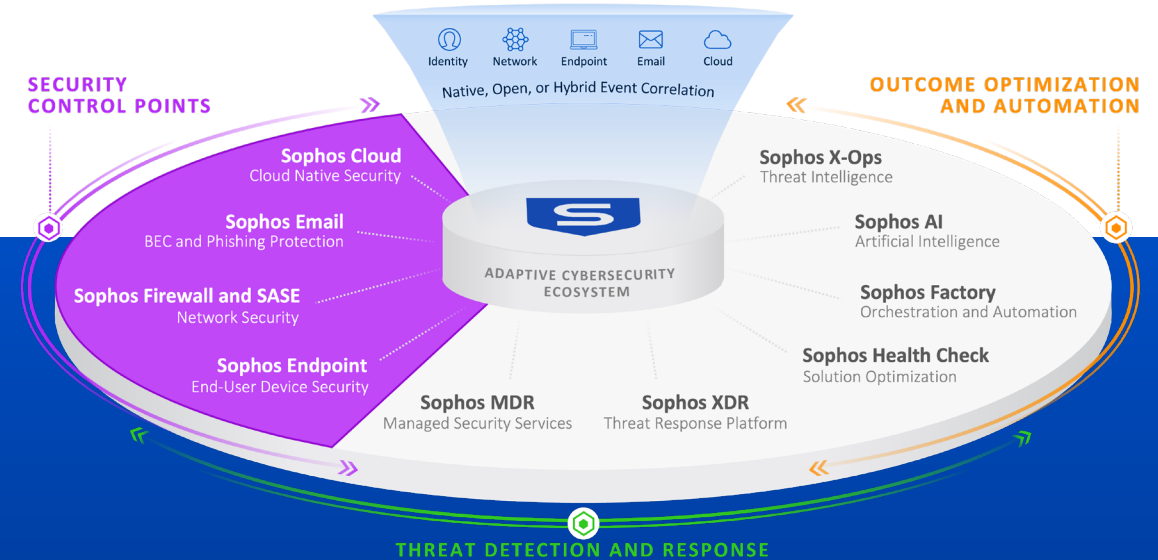 Identity
Network
Endpoint
Email
Cloud
Native, Open, or Hybrid Event Correlation
SECURITY
CONTROL POINTS
OUTCOME OPTIMIZATION
AND AUTOMATION
Sophos Cloud
Cloud Native Security
Sophos Email
BEC and Phishing Protection
Sophos Firewall and SASE
Network Security
Sophos Endpoint
End-User Device Security
S
ADAPTIVE CYBERSECURITY
ECOSYSTEM
Sophos X-Ops
Threat Intelligence
Sophos AI
Artificial Intelligence
Sophos Factory
Orchestration and Automation
Sophos Health Check
Solution Optimization
Sophos MDR
Managed Security Services
Sophos XDR
Threat Response Platform
THREAT DETECTION AND RESPONSE